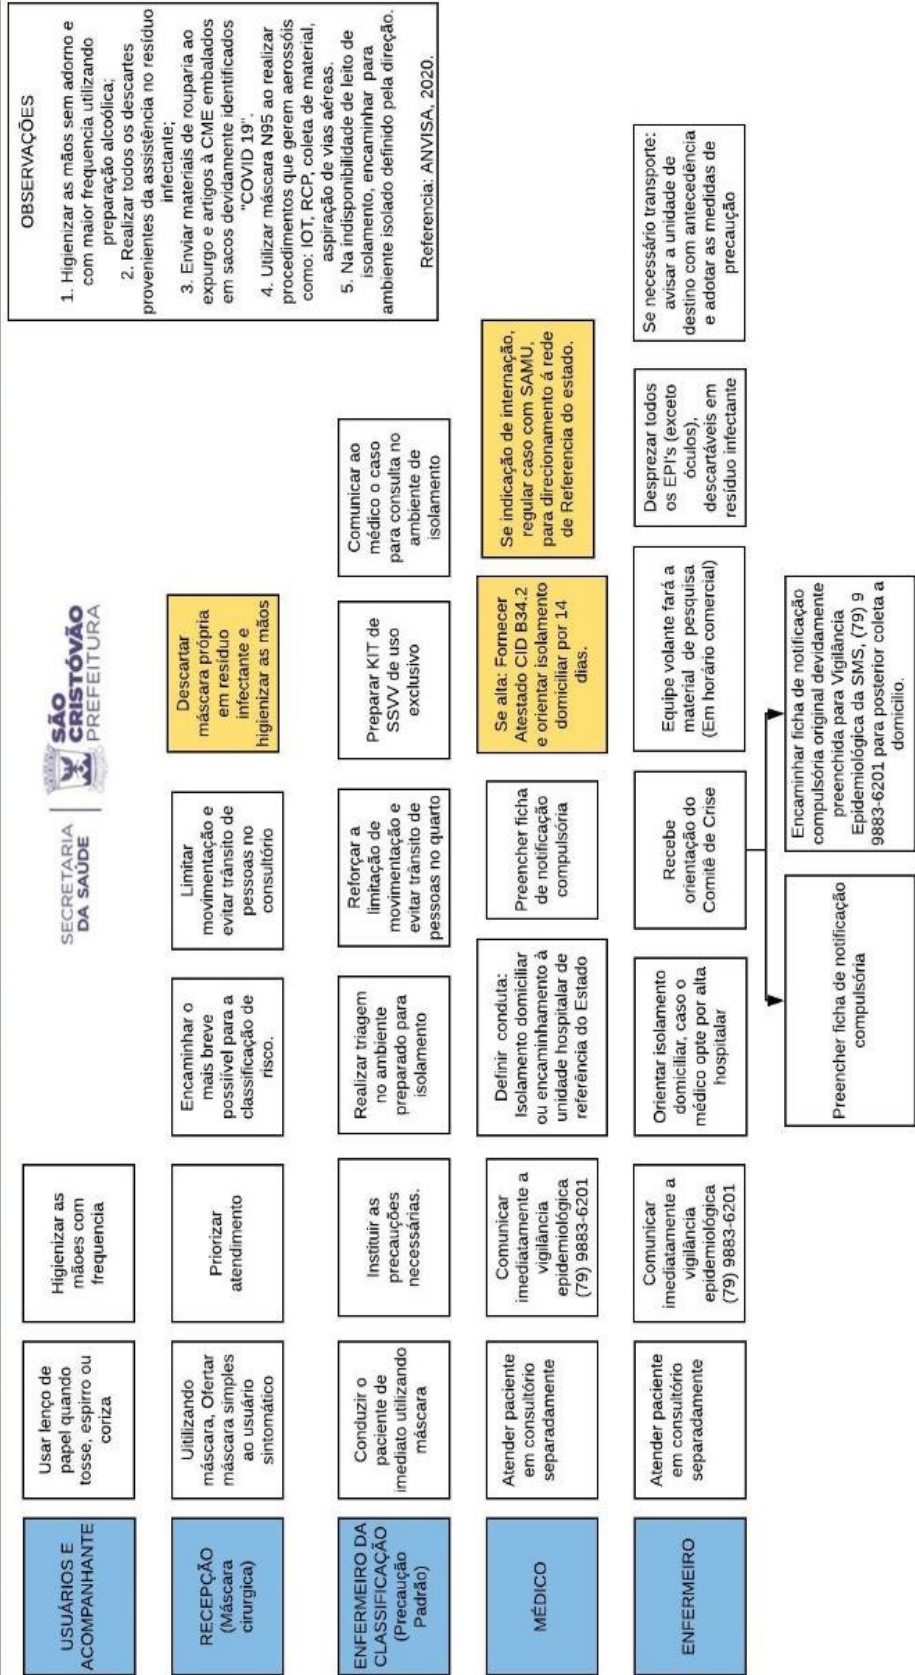 SECRETARIA
DA SAÚDE
SÃO
CRISTÓVÃO
PREFEITURA
OBSERVAÇÕES
1. Higienizar as mãos sem adorno e
com maior frequencia utilizando
preparação alcoólica;
2. Realizar todos os descartes
provenientes da assistência no resíduo
infectante;
3. Enviar materiais de rouparia ao
expurgo e artigos à CME embalados
em sacos devidamente identificados
"COVID 19".
4. Utilizar máscara N95 ao realizar
procedimentos que gerem aerossóis
como: IOT, RCP, coleta de material,
aspiração de vias aéreas.
5. Na indisponibilidade de leito de
isolamento, encaminhar para
ambiente isolado definido pela direção.
Referencia: ANVISA, 2020.
USUÁRIOS E
ACOMPANHANTE
Usar lenço de
papel quando
tosse, espirro ou
coriza
Higienizar as
mãoes com
frequencia
RECEPÇÃO
(Máscara
cirurgica)
Uitilizando
máscara, Ofertar
máscara simples
ao usuário
sintomático
Priorizar
atendimento
Encaminhar o
mais breve
possível para a
classificação de
risco.
Limitar
movimentação e
evitar trânsito de
pessoas no
consultório
Descartar
máscara própria
em resíduo
infectante e
higienizar as mãos
ENFERMEIRO DA
CLASSIFICAÇÃO
(Precaução
Padrão)
Conduzir o
paciente de
imediato utilizando
máscara
Instituir as
precauções
necessárias.
Realizar triagem
no ambiente
preparado para
isolamento
Reforçar a
limitação de
movimentação e
evitar trânsito de
pessoas no quarto
Preparar KIT de
SSVV de uso
exclusivo
Comunicar ao
médico o caso
para consulta no
ambiente de
isolamento
MÉDICO
Atender paciente
em consultório
separadamente
Comunicar
imediatamente a
vigilância
epidemiológica
(79) 9883-6201
Definir conduta:
Isolamento domiciliar
ou encaminhamento à
unidade hospitalar de
referência do Estado
Preencher ficha
de notificação
compulsória
Se alta: Fornecer
Atestado CID B34.2
e orientar isolamento
domiciliar por 14
dias.
Se indicação de internação,
regular caso com SAMU,
para direcionamento á rede
de Referencia do estado.
ENFERMEIRO
Atender paciente
em consultório
separadamente
Comunicar
imediatamente a
vigilância
epidemiológica
(79) 9883-6201
Orientar isolamento
domiciliar, caso o
médico opte por alta
hospitalar
Recebe
orientação do
Comitê de Crise
Equipe volante fará a
material de pesquisa
(Em horário comercial)
Desprezar todos
os EPI's (exceto
óculos),
descartáveis em
resíduo infectante
Se necessário transporte:
avisar a unidade de
destino com antecedência
e adotar as medidas de
precaução
Preencher ficha de notificação
compulsória
Encaminhar ficha de notificação
compulsória original devidamente
preenchida para Vigilância
Epidemiológica da SMS, (79) 9
9883-6201 para posterior coleta a
domicilio.